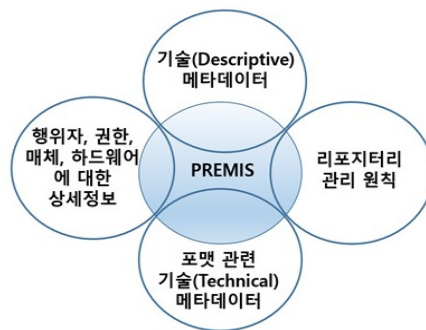 기술(Descriptive)
메타데이터
행위자, 권한,
매체, 하드웨어
에 대한
상세정보
PREMIS
리포지터리
관리 원칙
포맷 관련
기술(Technical)
메타데이터